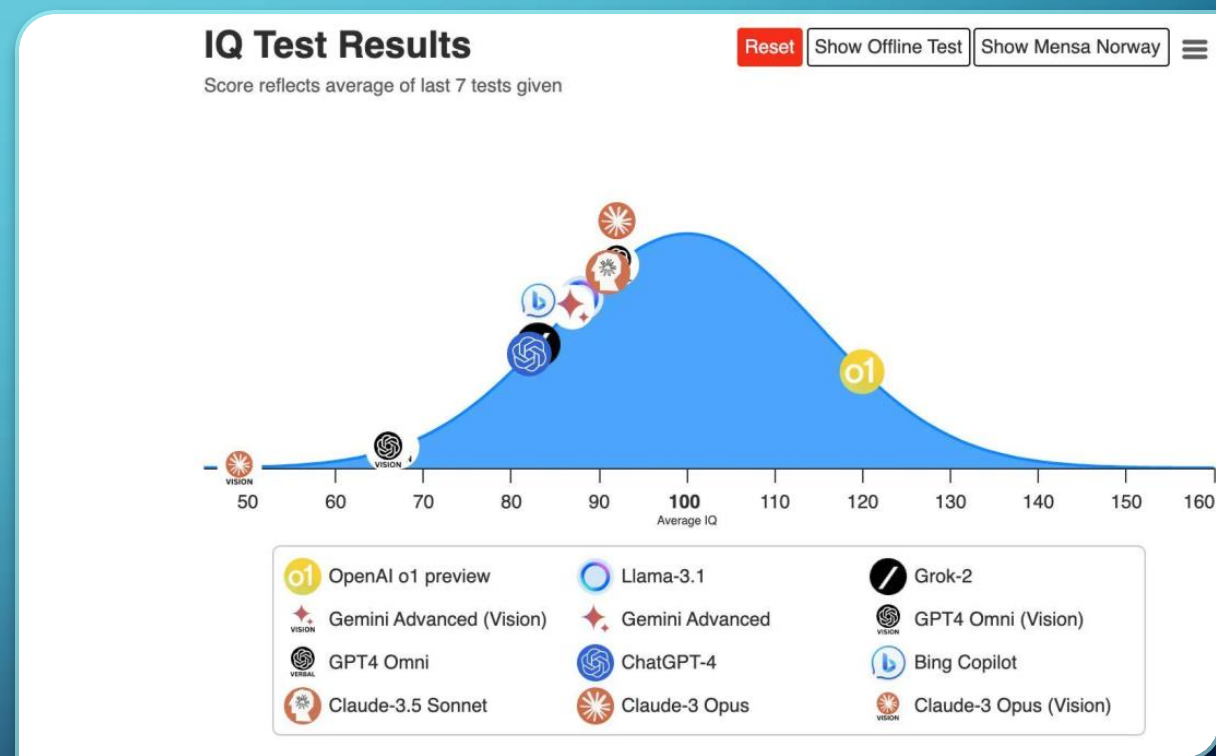 IQ Test Results
Reset Show Offline Test Show Mensa Norway
Score reflects average of last 7 tests given
o1
VISION
VISION
50 60 70 80 90 100 110 120 130 140 150 160
Average IQ
o1 OpenAI o1 preview Llama-3.1 Grok-2
VISION Gemini Advanced (Vision) Gemini Advanced VISION GPT4 Omni (Vision)
VERBAL GPT4 Omni ChatGPT-4 Bing Copilot
Claude-3.5 Sonnet Claude-3 Opus VISION Claude-3 Opus (Vision)